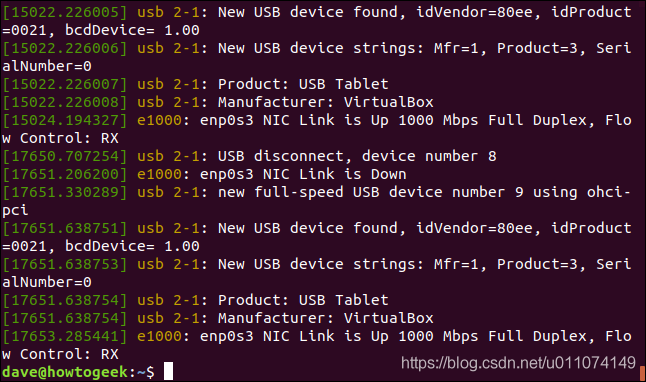 [15022.226005] usb 2-1: New USB device found, idVendor=80ee, idProduct
=0021, bcdDevice= 1.00
[15022.226006] usb 2-1: New USB device strings: Mfr=1, Product=3, Seri
alNumber=0
[15022.226007] usb 2-1: Product: USB Tablet
[15022.226008] usb 2-1: Manufacturer: VirtualBox
[15024.194327] e1000: enp0s3 NIC Link is Up 1000 Mbps Full Duplex, Flo
w Control: RX
[17650.707254] usb 2-1: USB disconnect, device number 8
[17651.206200] e1000: enp0s3 NIC Link is Down
[17651.330289] usb 2-1: new full-speed USB device number 9 using ohci-
pci
[17651.638751] usb 2-1: New USB device found, idVendor=80ee, idProduct
=0021, bcdDevice= 1.00
[17651.638753] usb 2-1: New USB device strings: Mfr=1, Product=3, Seri
alNumber=0
[17651.638754] usb 2-1: Product: USB Tablet
[17651.638754] usb 2-1: Manufacturer: VirtualBox
[17653.285441] e1000: enp0s3 NIC Link is Up 1000 Mbps Full Duplex, Flo
w Control: RX
dave@howtogeek:~$
https://blog.csdn.net/u011074149